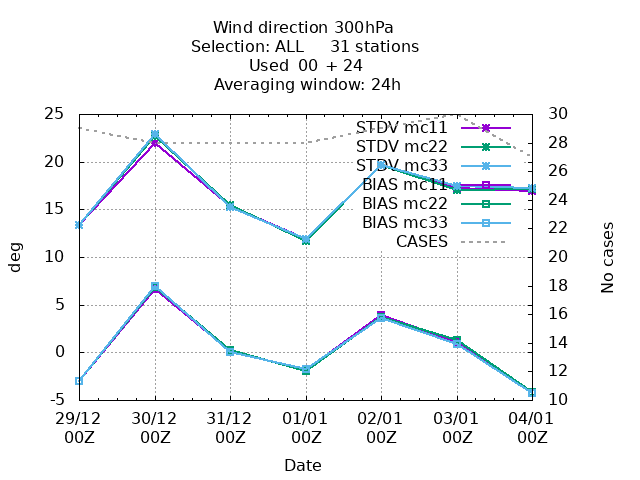 Wind direction 300hPa
Selection: ALL 31 stations
Used 00 + 24
Averaging window: 24h
deg
No cases
25
20
15
10
5
0
-5
30
28
26
24
22
20
18
16
14
12
10
STDV mc11
STDV mc22
STDV mc33
BIAS mc11
BIAS mc22
BIAS mc33
CASES
29/12 30/12 31/12 01/01 02/01 03/01 04/01
00Z 00Z 00Z 00Z 00Z 00Z 00Z
Date